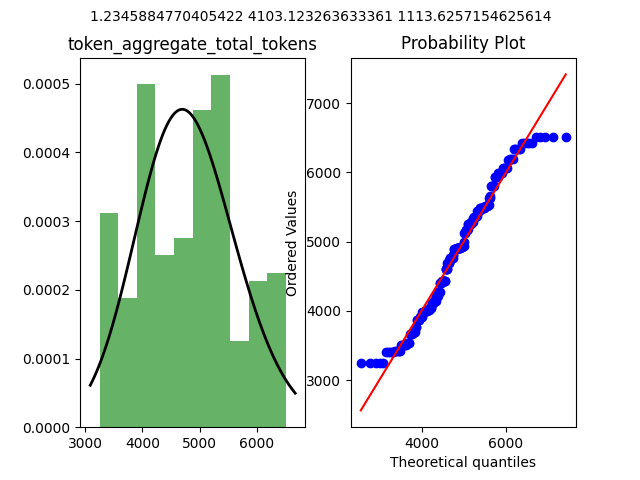 1.2345884770405422 4103.123263633361 1113.6257154625614
token_aggregate_total_tokens
0.0005
0.0004
0.0003
0.0002
0.0001
0.0000
3000 4000 5000 6000
Probability Plot
Ordered Values
7000
6000
5000
4000
3000
4000 6000
Theoretical quantiles